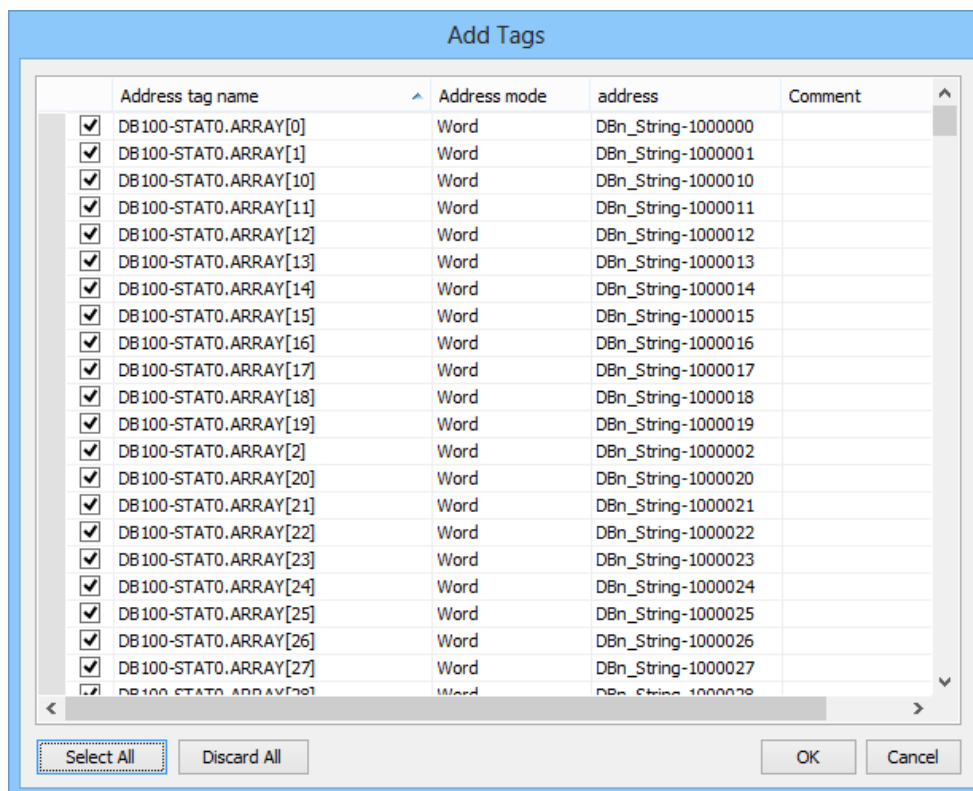 Add Tags
Address tag name Address mode address Comment
DB100-STAT0.ARRAY[0] Word DBn_String-1000000
DB100-STAT0.ARRAY[1] Word DBn_String-1000001
DB100-STAT0.ARRAY[10] Word DBn_String-1000010
DB100-STAT0.ARRAY[11] Word DBn_String-1000011
DB100-STAT0.ARRAY[12] Word DBn_String-1000012
DB100-STAT0.ARRAY[13] Word DBn_String-1000013
DB100-STAT0.ARRAY[14] Word DBn_String-1000014
DB100-STAT0.ARRAY[15] Word DBn_String-1000015
DB100-STAT0.ARRAY[16] Word DBn_String-1000016
DB100-STAT0.ARRAY[17] Word DBn_String-1000017
DB100-STAT0.ARRAY[18] Word DBn_String-1000018
DB100-STAT0.ARRAY[19] Word DBn_String-1000019
DB100-STAT0.ARRAY[2] Word DBn_String-1000002
DB100-STAT0.ARRAY[20] Word DBn_String-1000020
DB100-STAT0.ARRAY[21] Word DBn_String-1000021
DB100-STAT0.ARRAY[22] Word DBn_String-1000022
DB100-STAT0.ARRAY[23] Word DBn_String-1000023
DB100-STAT0.ARRAY[24] Word DBn_String-1000024
DB100-STAT0.ARRAY[25] Word DBn_String-1000025
DB100-STAT0.ARRAY[26] Word DBn_String-1000026
DB100-STAT0.ARRAY[27] Word DBn_String-1000027
DB100-STAT0.ARRAY[28] Word DBn_String-1000028
Select All Discard All OK Cancel